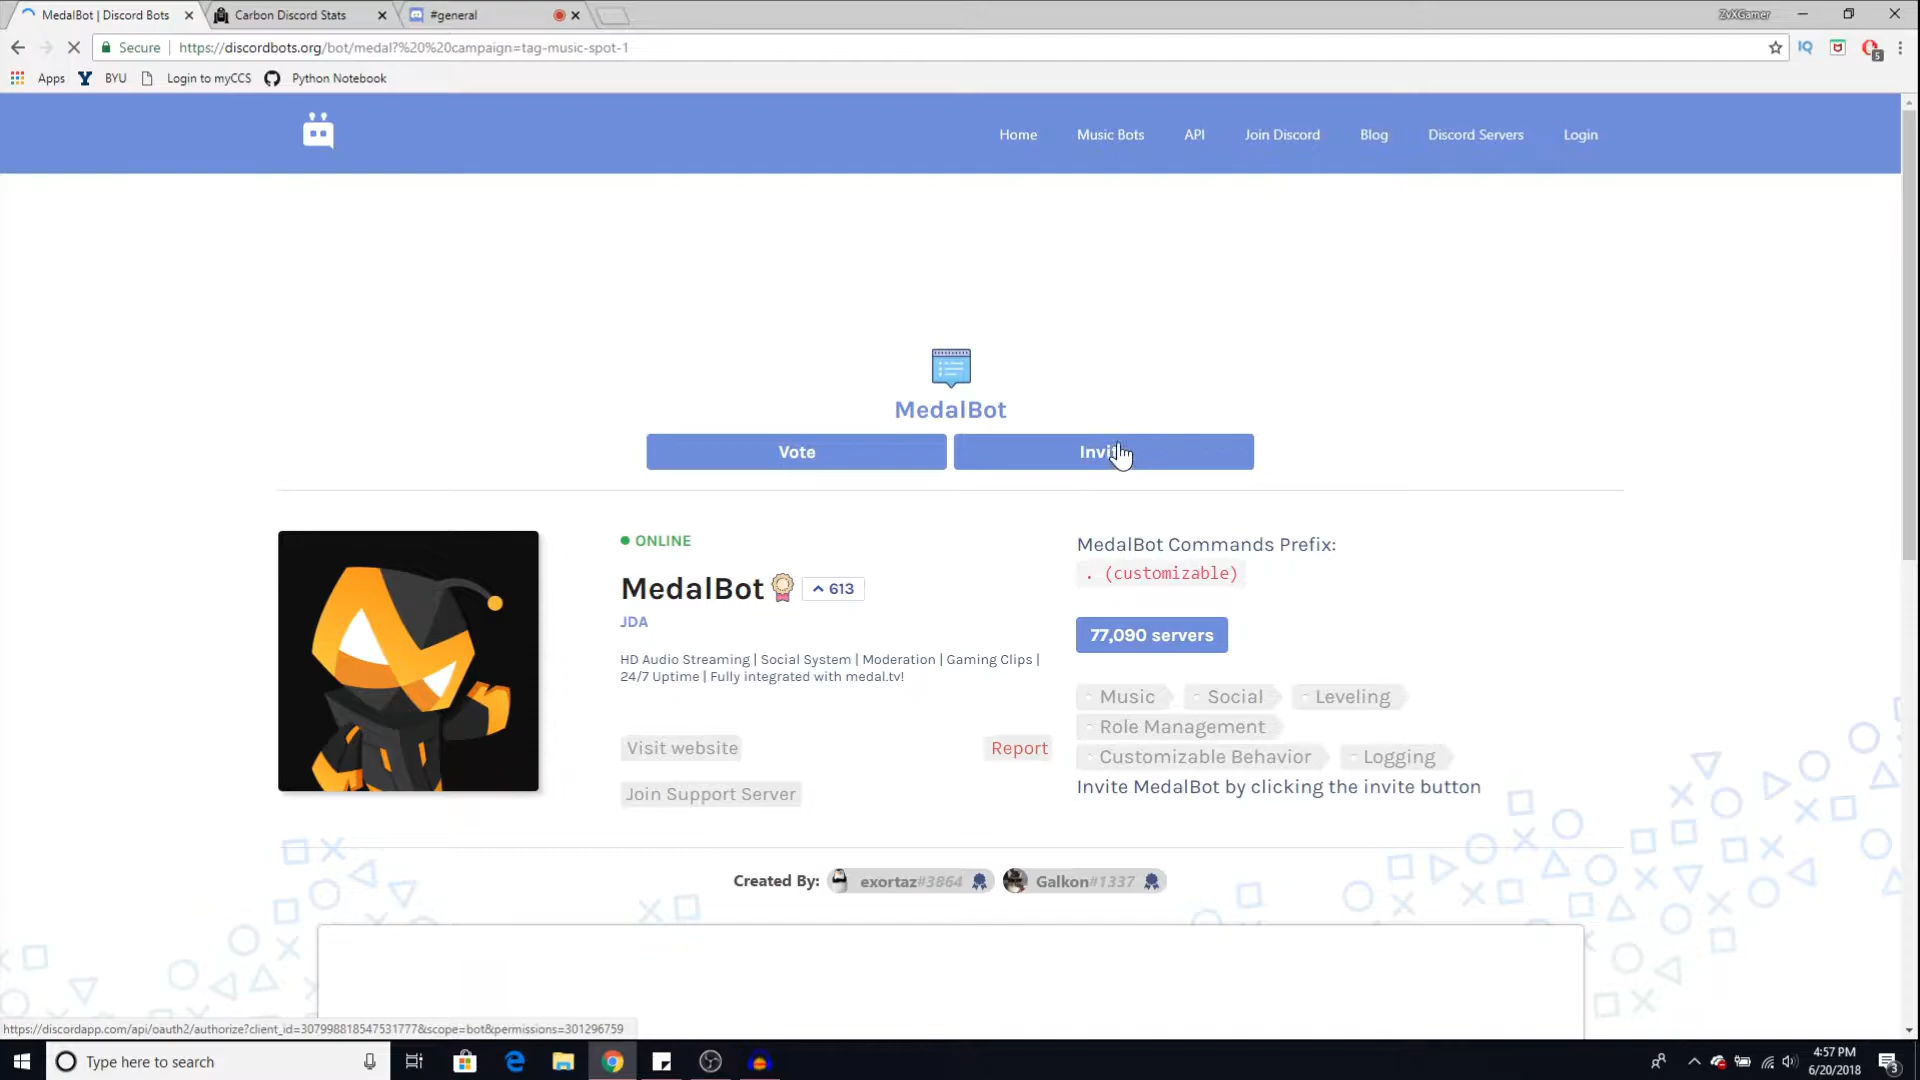 MedalBot | Discord Bots
Carbon Discord Stats
#general
ZyXGamer
Secure
https://discordbots.org/bot/medal?%20%20campaign=tag-music-spot-1
IQ
5
Apps
BYU
Login to myCCS
Python Notebook
Home
Music Bots
API
Join Discord
Blog
Discord Servers
Login
MedalBot
Vote
ONLINE
MedalBot
613
JDA
HD Audio Streaming | Social System | Moderation | Gaming Clips |
24/7 Uptime | Fully integrated with medal.tv!
Visit website
Report
Join Support Server
MedalBot Commands Prefix:
. (customizable)
77,090 servers
Music
Social
Leveling
Role Management
Customizable Behavior
Logging
Invite MedalBot by clicking the invite button
Created By:
exortaz#3864
Galkon#1337
https://discordapp.com/api/oauth2/authorize?client_id=307998818547531777&scope=bot&permissions=301296759
Type here to search
4:57 PM
6/20/2018
3